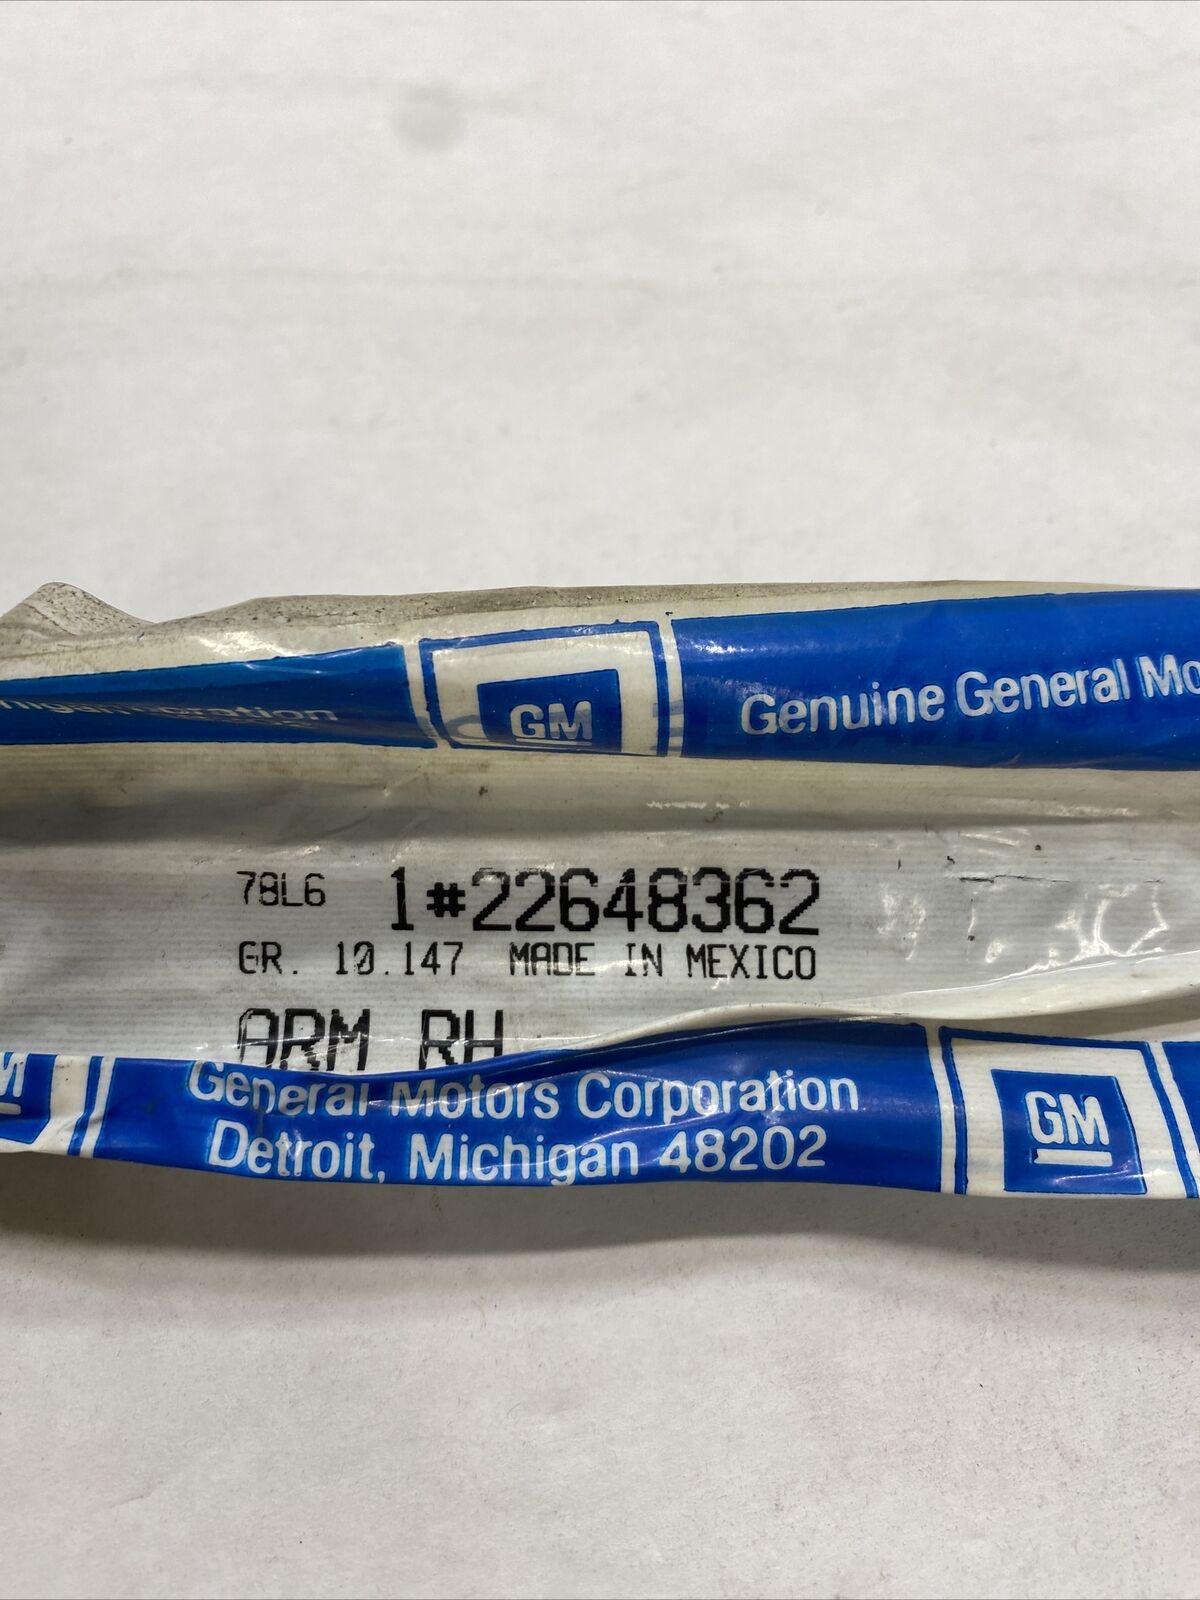 GM
Genuine General Mo
78L6 1#22648362
GR. 10.147 MADE IN MEXICO
ARM RH
General Motors Corporation
Detroit, Michigan 48202
GM